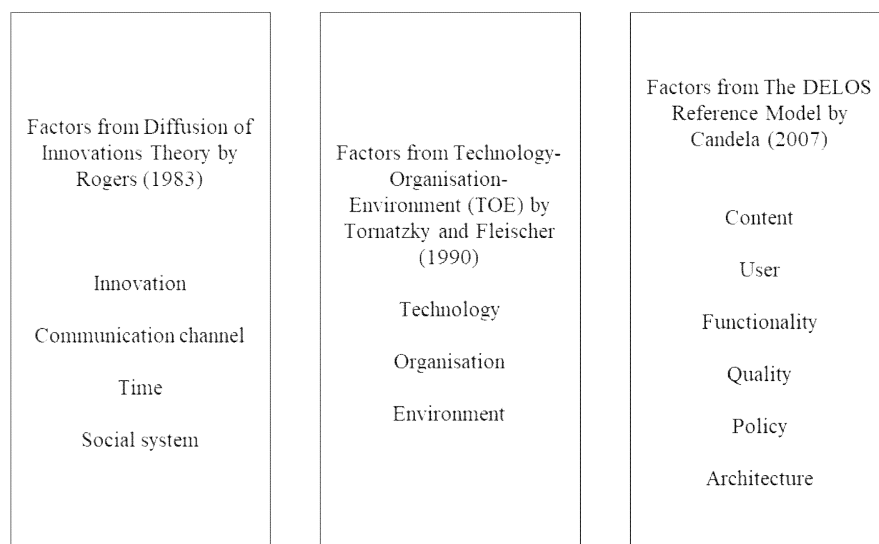 Factors from Diffusion of
Innovations Theory by
Rogers (1983)
Innovation
Communication channel
Time
Social system
Factors from Technology-
Organisation-
Environment (TOE) by
Tornatzky and Fleischer
(1990)
Technology
Organisation
Environment
Factors from The DELOS
Reference Model by
Candela (2007)
Content
User
Functionality
Quality
Policy
Architecture